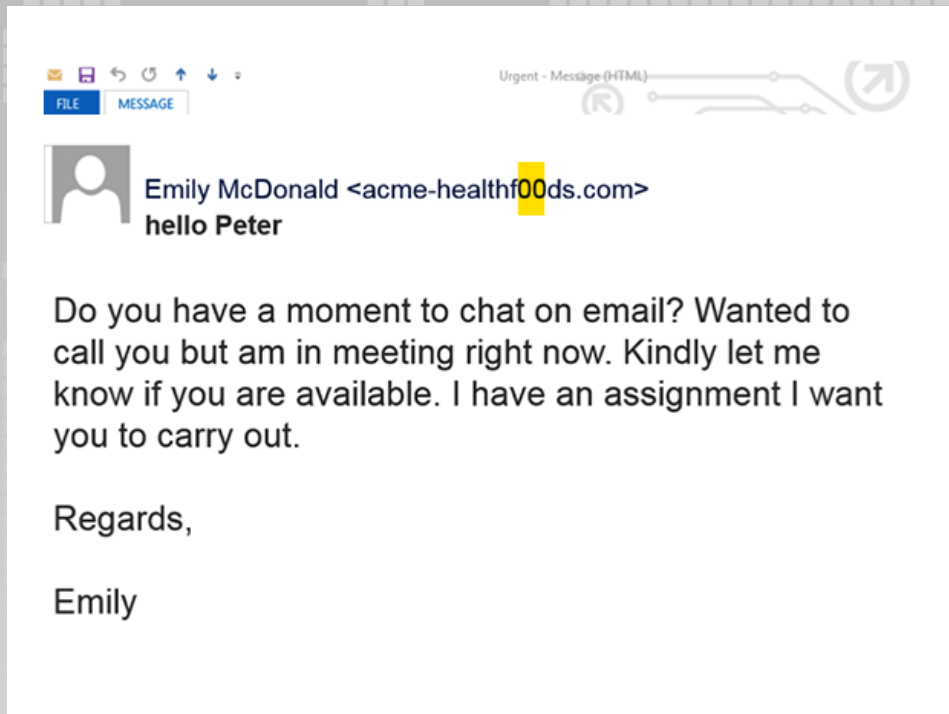 Urgent - Message (HTML)
FILE MESSAGE
Emily McDonald <acme-healthf00ds.com>
hello Peter
Do you have a moment to chat on email? Wanted to
call you but am in meeting right now. Kindly let me
know if you are available. I have an assignment I want
you to carry out.
Regards,
Emily